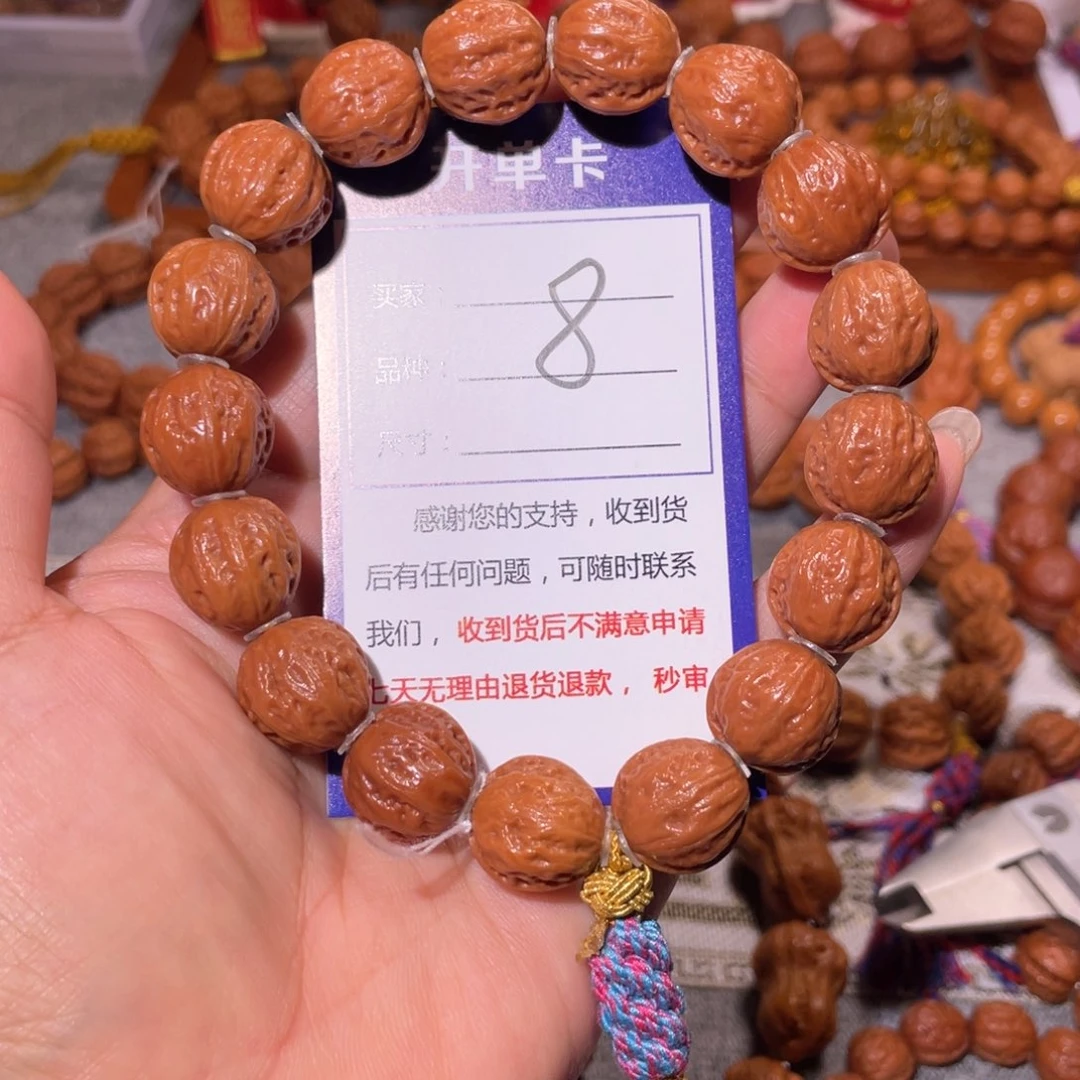 开单卡
买家：
8
品种：
尺寸：
感谢您的支持，收到货
后有任何问题，可随时联系
我们，收到货后不满意申请
七天无理由退货退款，秒审